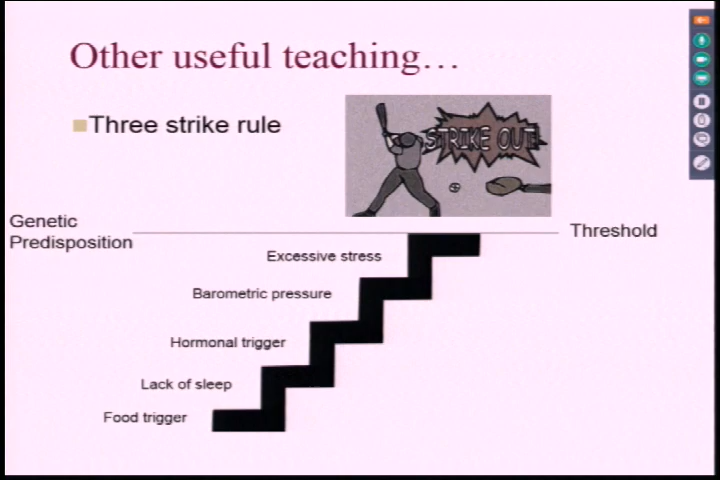 Other useful teaching…
Three strike rule
STRIKE OUT!
Genetic
Predisposition
Threshold
Excessive stress
Barometric pressure
Hormonal trigger
Lack of sleep
Food trigger